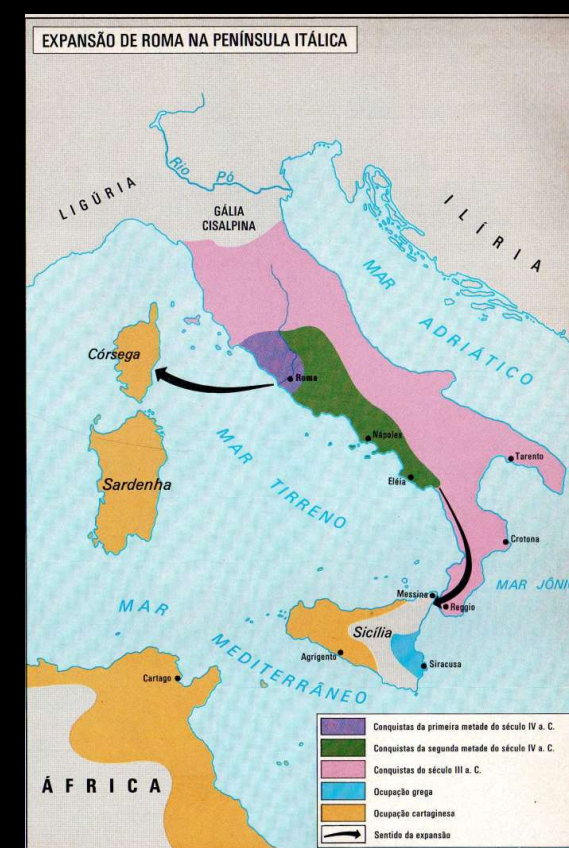 EXPANSÃO DE ROMA NA PENÍNSULA ITÁLICA
LIGÚRIA
Rio Pó
GÁLIA
CISALPINA
ILÍRIA
MAR ADRIÁTICO
Córsega
Roma
Nápoles
MAR TIRRENO
Sardenha
Eléia
Tarento
Crotona
MAR JÔNI
Messina
Reggio
MAR MEDITERRÂNEO
Sicília
Agrigento
Siracusa
Cartago
ÁFRICA
Conquistas da primeira metade do século IV a. C.
Conquistas da segunda metade do século IV a. C.
Conquistas do século III a. C.
Ocupação grega
Ocupação cartaginesa
Sentido da expansão